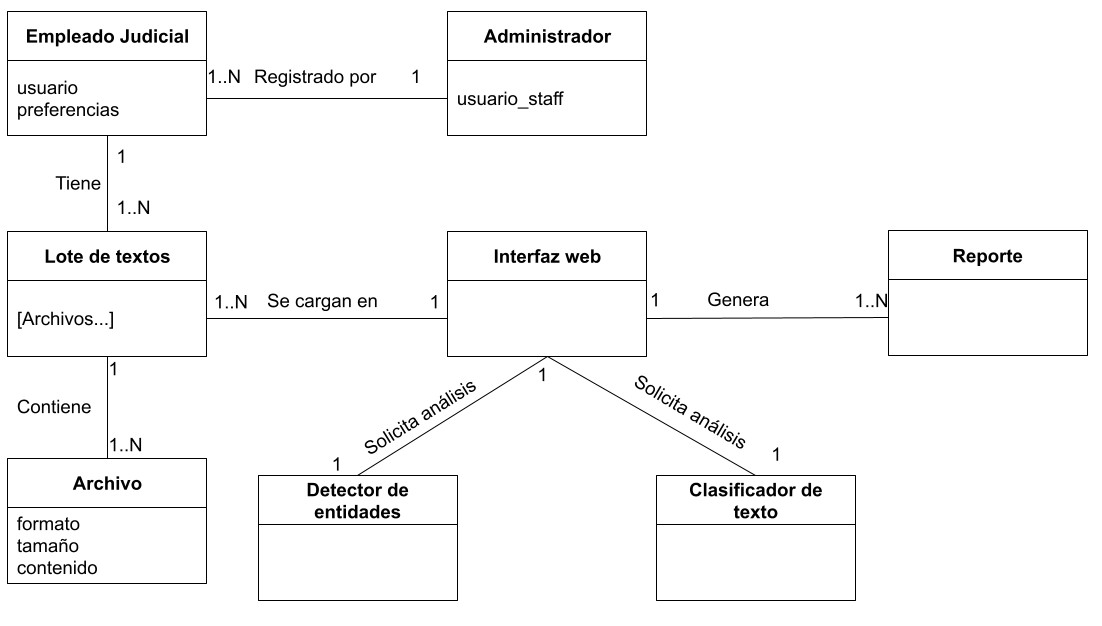 Empleado Judicial
usuario
preferencias
1..N Registrado por 1
Administrador
usuario_staff
1
Tiene
1..N
Lote de textos
[Archivos...]
1..N Se cargan en 1
Interfaz web
1 Genera 1..N
Reporte
1
Contiene
1..N
Archivo
formato
tamaño
contenido
1
Solicita análisis
1
Detector de
entidades
Solicita análisis
1
Clasificador de
texto